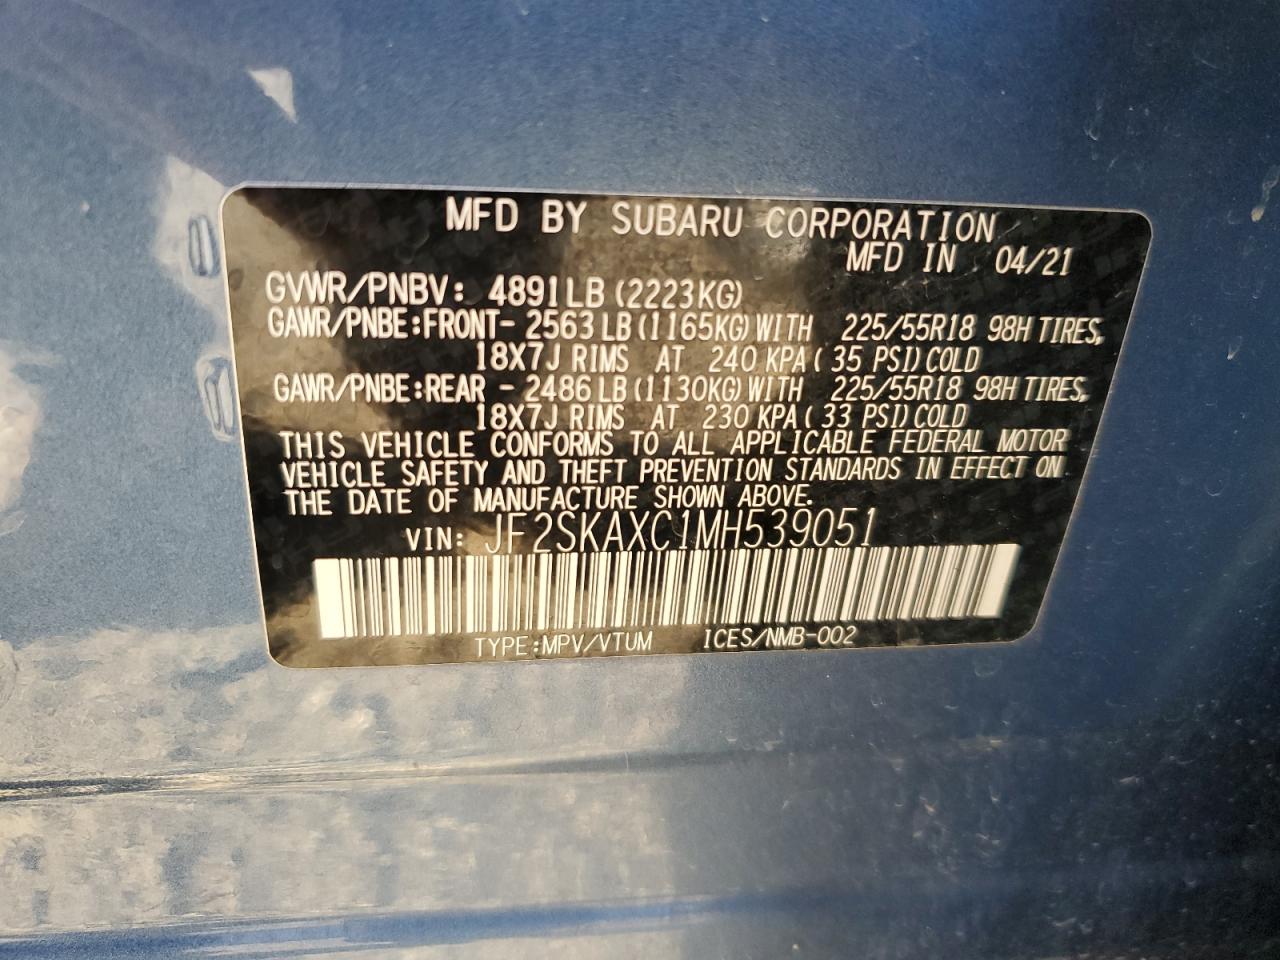 MFD BY SUBARU CORPORATION
MFD IN 04/21
GVWR/PNBV: 4891LB (2223KG)
GAWR/PNBE:FRONT- 2563 LB (1165KG) WITH 225/55R18 98H TIRES,
18X7J RIMS AT 240 KPA ( 35 PSI) COLD
GAWR/PNBE:REAR - 2486 LB (1130KG) WITH 225/55R18 98H TIRES,
18X7J RIMS AT 230 KPA ( 33 PSI) COLD
THIS VEHICLE CONFORMS TO ALL APPLICABLE FEDERAL MOTOR
VEHICLE SAFETY AND THEFT PREVENTION STANDARDS IN EFFECT ON
THE DATE OF MANUFACTURE SHOWN ABOVE.
VIN: JF2SKAXC1MH539051
TYPE:MPV/VTUM ICES/NMB-002